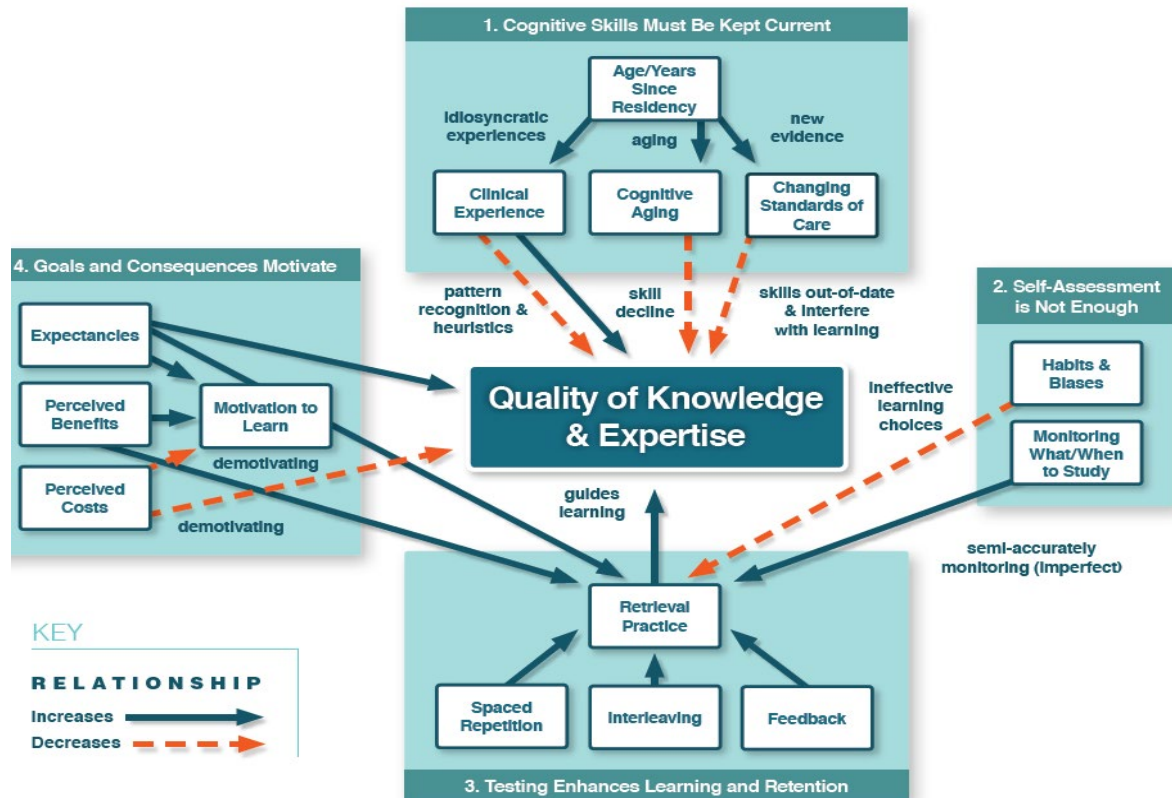 1. Cognitive Skills Must Be Kept Current
Age/Years
Since
Residency
idiosyncratic
experiences
aging
new
evidence
Clinical
Experience
Cognitive
Aging
Changing
Standards of
Care
pattern
recognition &
heuristics
skill
decline
skills out-of-date
& interfere
with learning
4. Goals and Consequences Motivate
Expectancies
Perceived
Benefits
Motivation to
Learn
demotivating
Perceived
Costs
demotivating
Quality of Knowledge
& Expertise
2. Self-Assessment
is Not Enough
Habits &
Biases
Monitoring
What/When
to Study
ineffective
learning
choices
semi-accurately
monitoring (imperfect)
guides
learning
Retrieval
Practice
Spaced
Repetition
Interleaving
Feedback
3. Testing Enhances Learning and Retention
KEY
RELATIONSHIP
Increases
Decreases